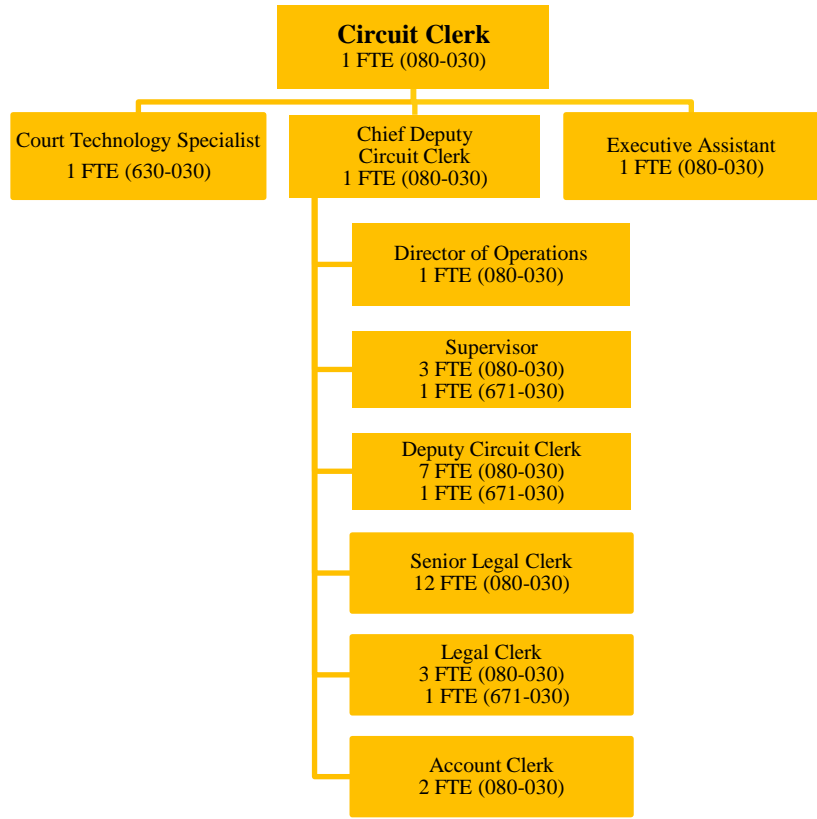 Circuit Clerk
1 FTE (080-030)
Court Technology Specialist
1 FTE (630-030)
Chief Deputy
Circuit Clerk
1 FTE (080-030)
Executive Assistant
1 FTE (080-030)
Director of Operations
1 FTE (080-030)
Supervisor
3 FTE (080-030)
1 FTE (671-030)
Deputy Circuit Clerk
7 FTE (080-030)
1 FTE (671-030)
Senior Legal Clerk
12 FTE (080-030)
Legal Clerk
3 FTE (080-030)
1 FTE (671-030)
Account Clerk
2 FTE (080-030)